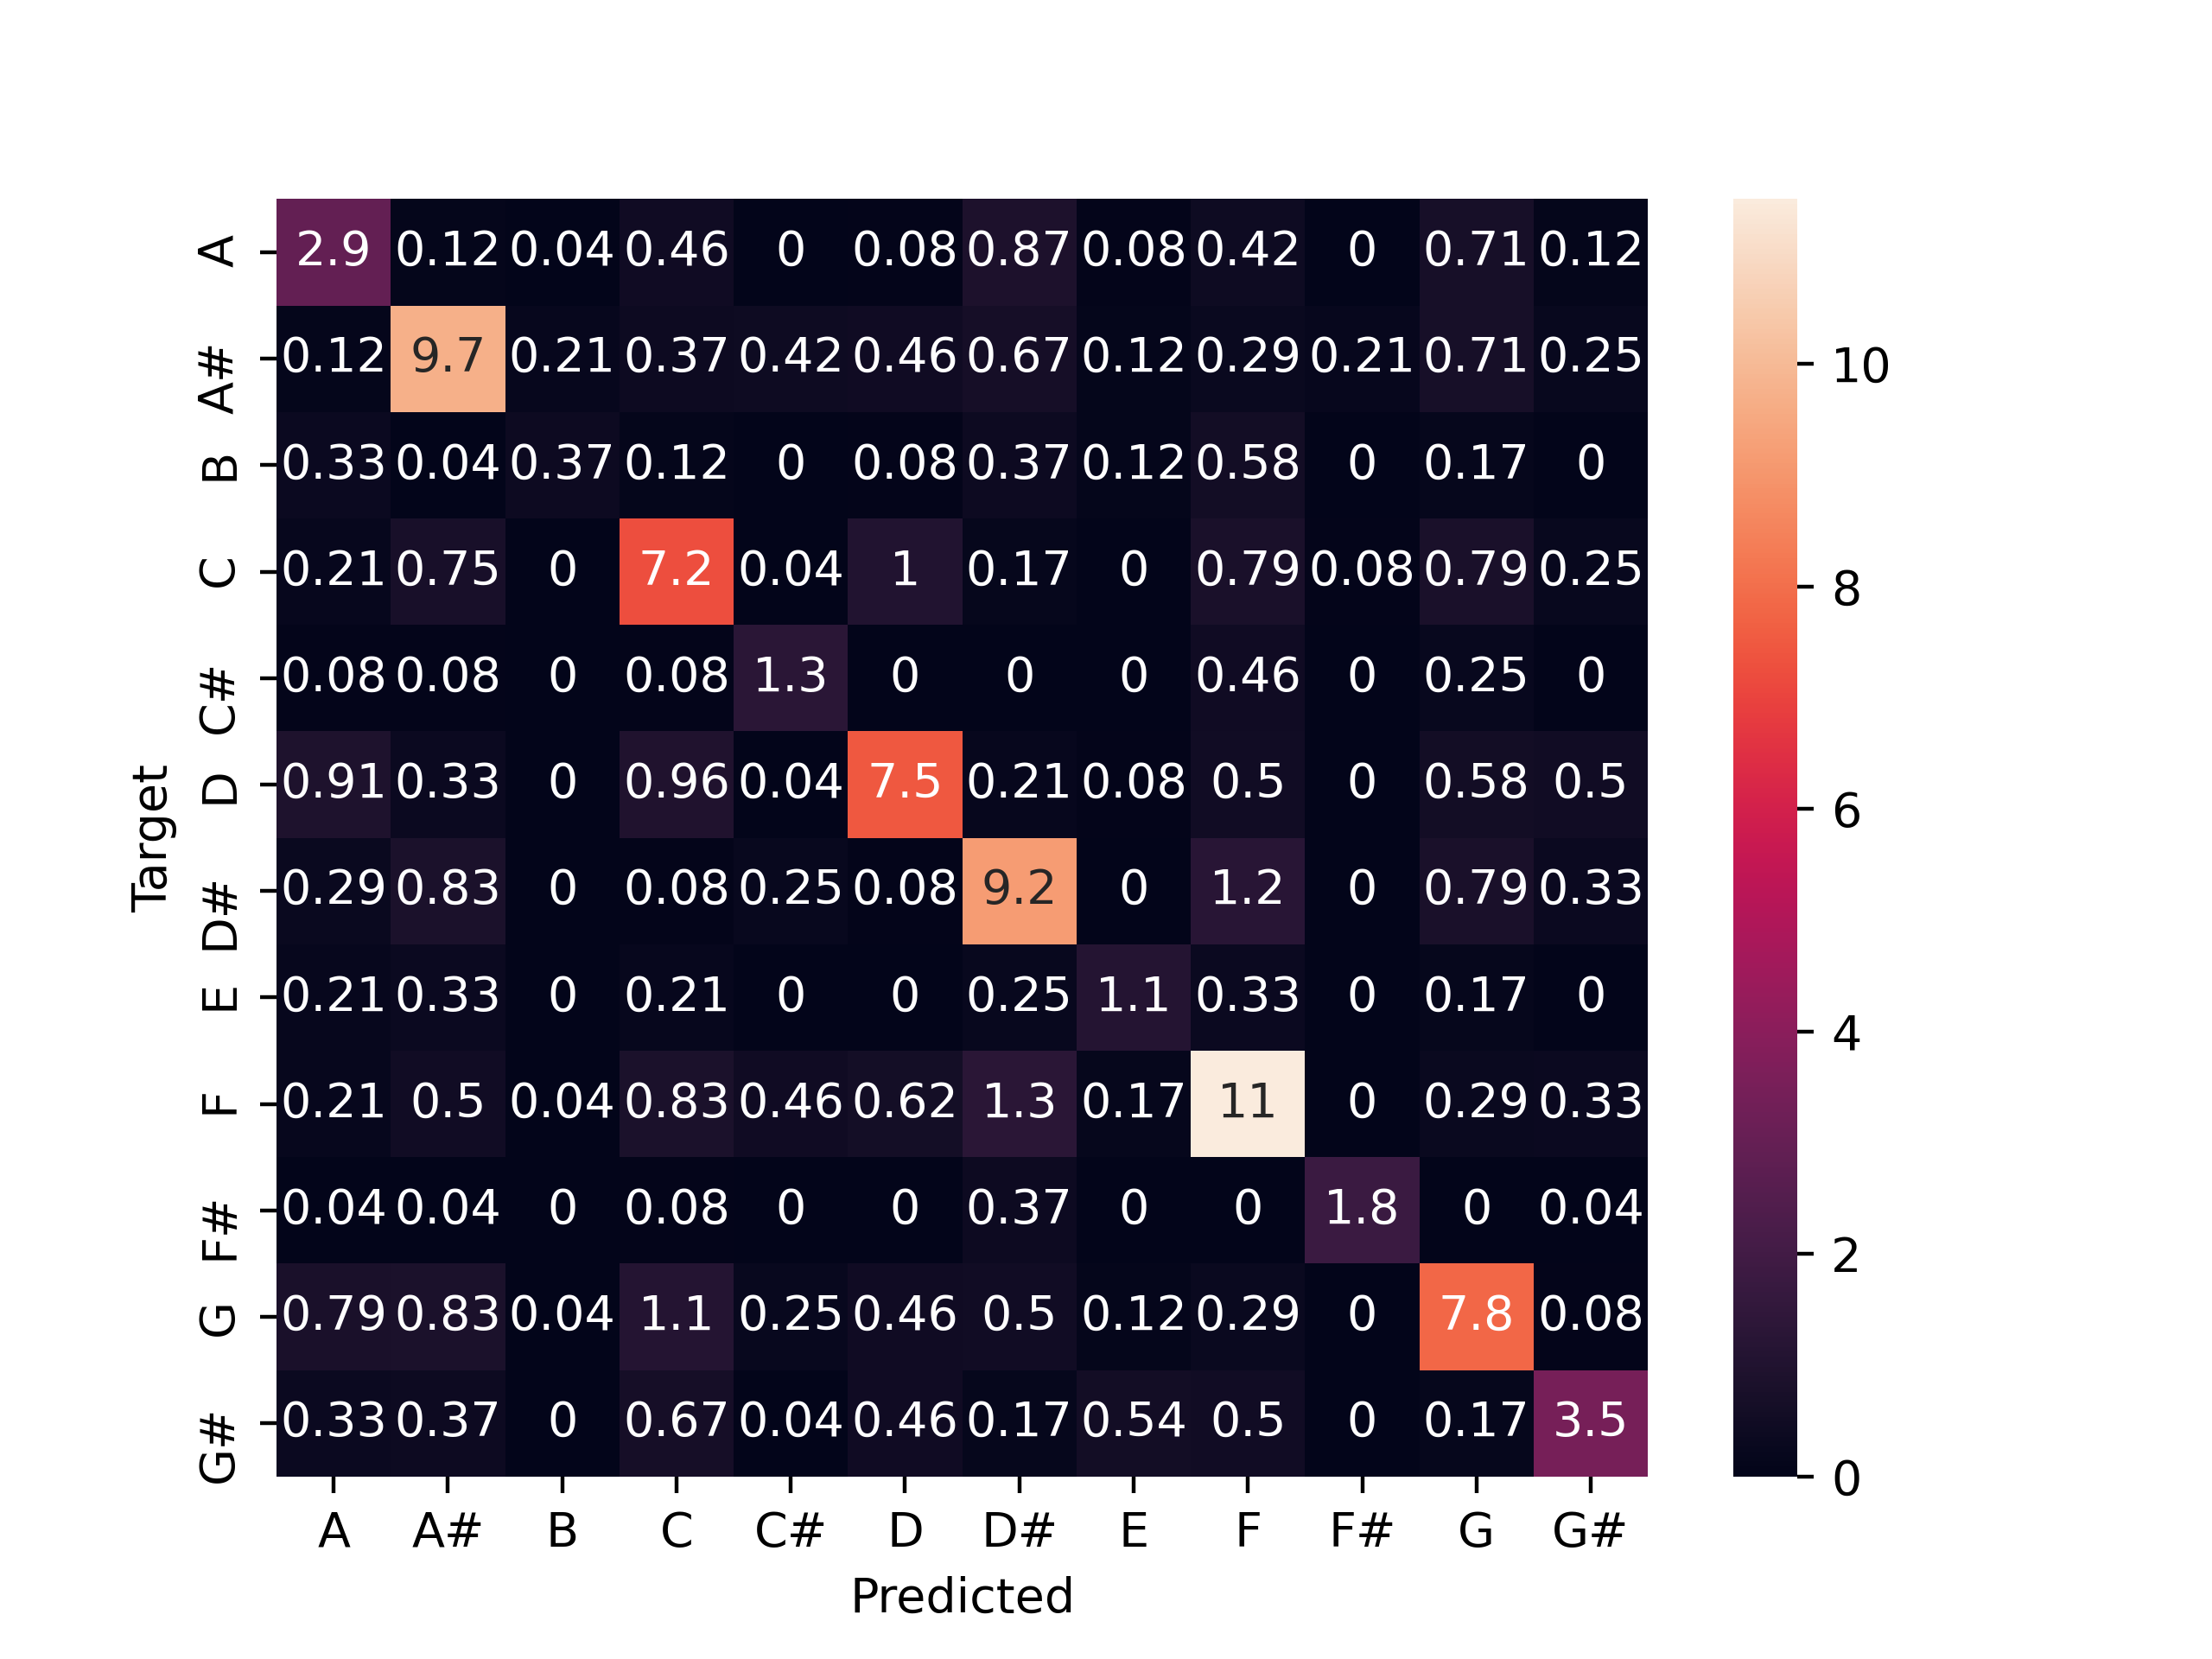 A 2.9 0.12 0.04 0.46 0 0.08 0.87 0.08 0.42 0 0.71 0.12
A# 0.12 9.7 0.21 0.37 0.42 0.46 0.67 0.12 0.29 0.21 0.71 0.25
B 0.33 0.04 0.37 0.12 0 0.08 0.37 0.12 0.58 0 0.17 0
C 0.21 0.75 0 7.2 0.04 1 0.17 0 0.79 0.08 0.79 0.25
C# 0.08 0.08 0 0.08 1.3 0 0 0 0.46 0 0.25 0
D 0.91 0.33 0 0.96 0.04 7.5 0.21 0.08 0.5 0 0.58 0.5
D# 0.29 0.83 0 0.08 0.25 0.08 9.2 0 1.2 0 0.79 0.33
E 0.21 0.33 0 0.21 0 0 0.25 1.1 0.33 0 0.17 0
F 0.21 0.5 0.04 0.83 0.46 0.62 1.3 0.17 11 0 0.29 0.33
F# 0.04 0.04 0 0.08 0 0 0.37 0 0 1.8 0 0.04
G 0.79 0.83 0.04 1.1 0.25 0.46 0.5 0.12 0.29 0 7.8 0.08
G# 0.33 0.37 0 0.67 0.04 0.46 0.17 0.54 0.5 0 0.17 3.5
A A# B C C# D D# E F F# G G#
Predicted
Target
10
8
6
4
2
0